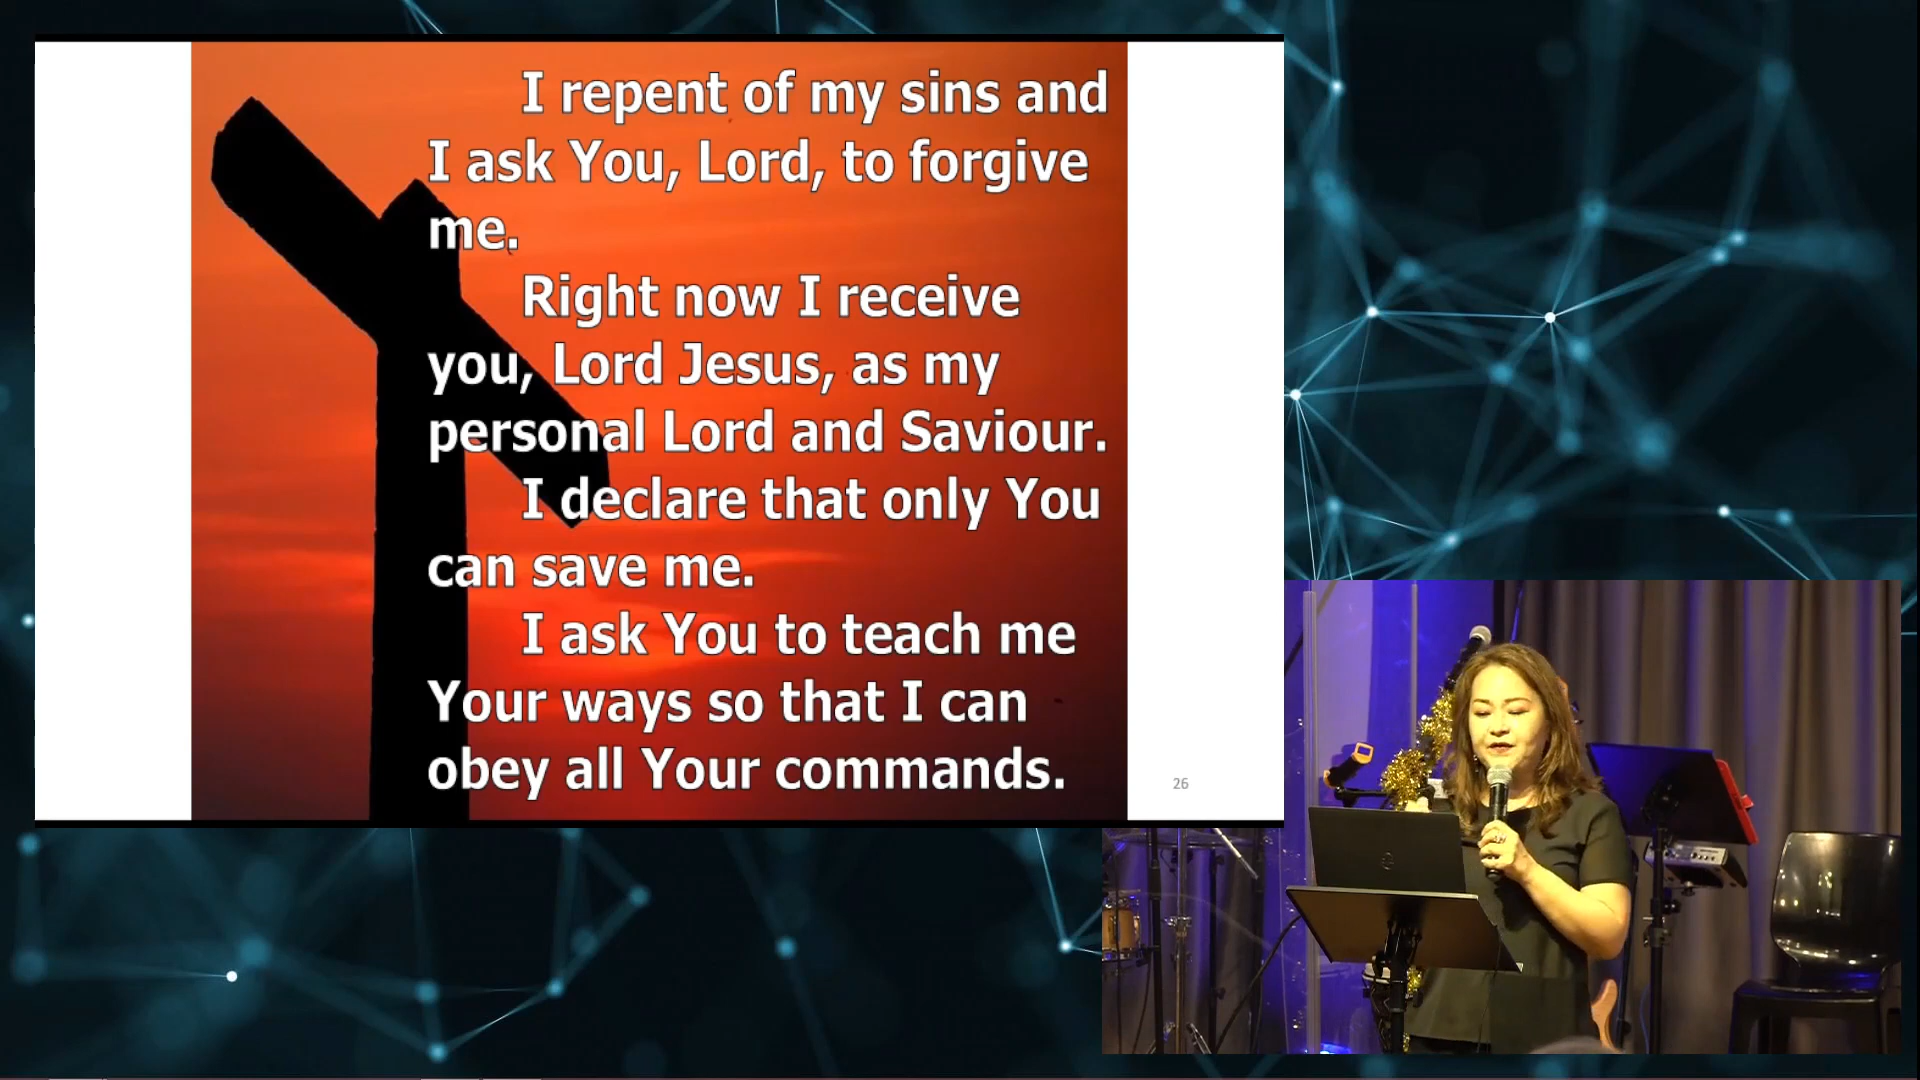 I repent of my sins and
I ask You, Lord, to forgive
me.
Right now I receive
you, Lord Jesus, as my
personal Lord and Saviour.
I declare that only You
can save me.
I ask You to teach me
Your ways so that I can
obey all Your commands.
26